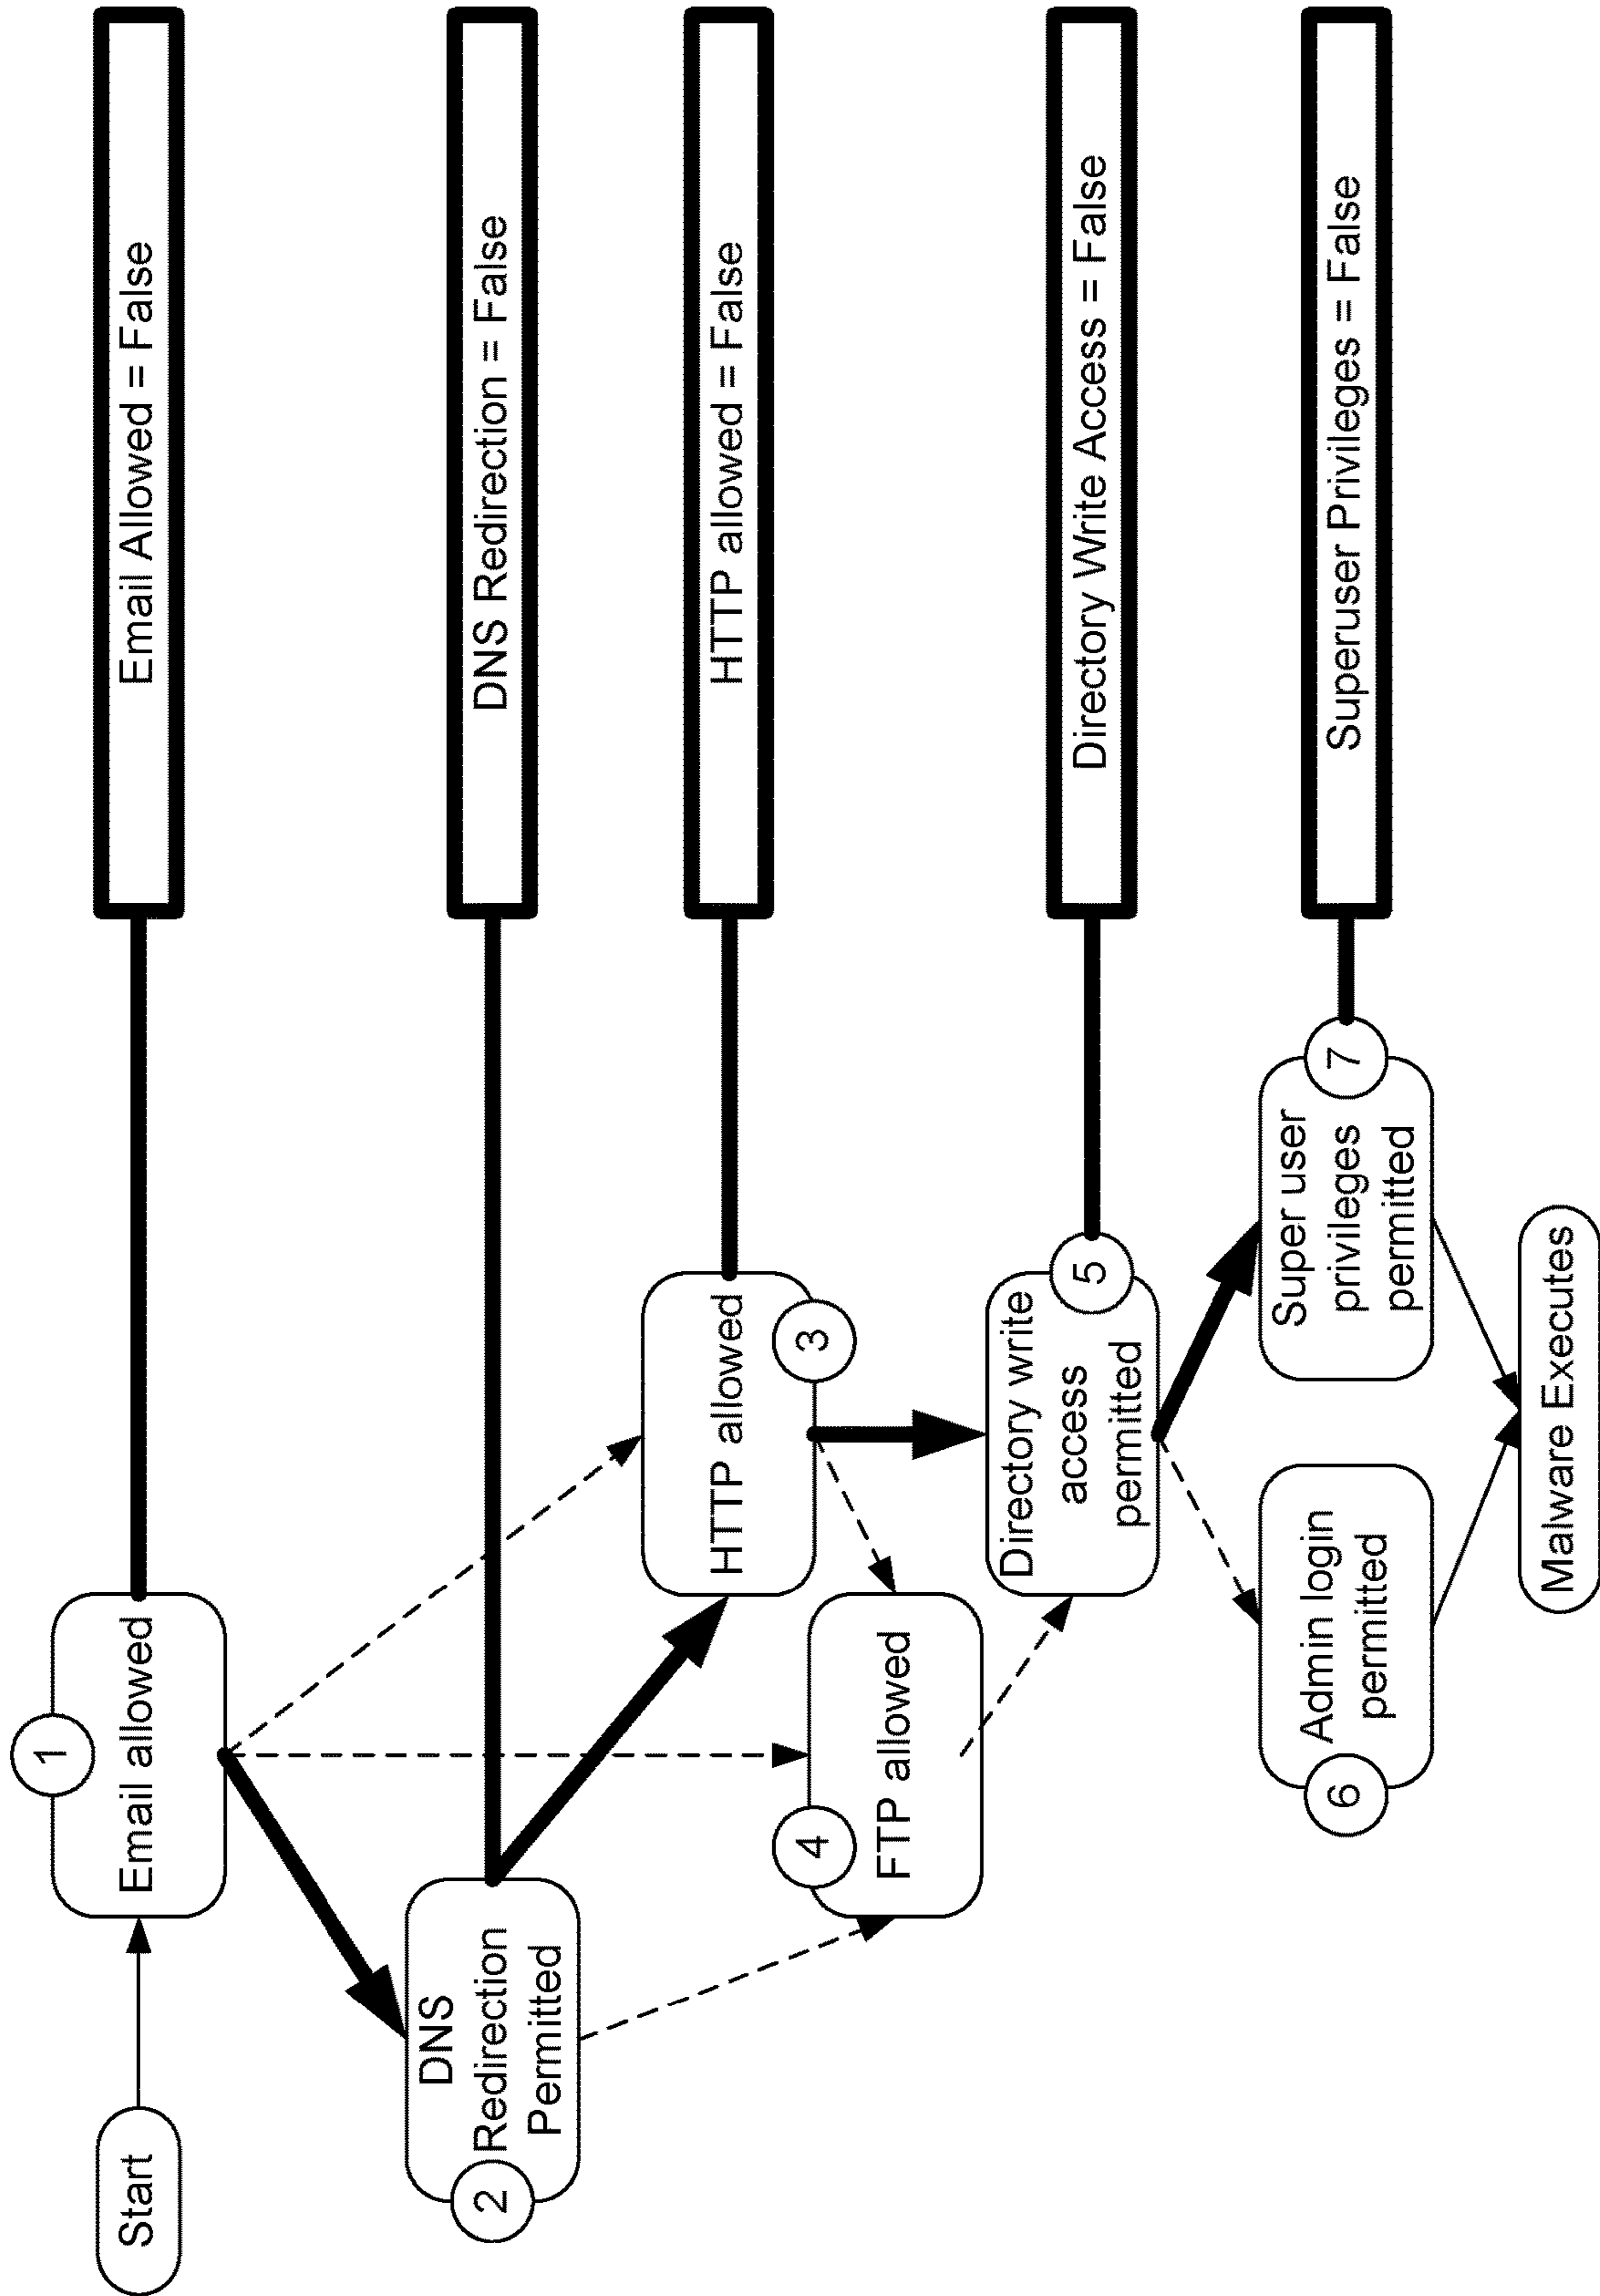 Start
1
Email allowed
Email Allowed = False
2
DNS
Redirection
Permitted
DNS Redirection = False
HTTP allowed
3
HTTP allowed = False
4
FTP allowed
Directory write
access
permitted
5
Directory Write Access = False
6
Admin login
permitted
Super user
privileges
permitted
7
Superuser Privileges = False
Malware Executes